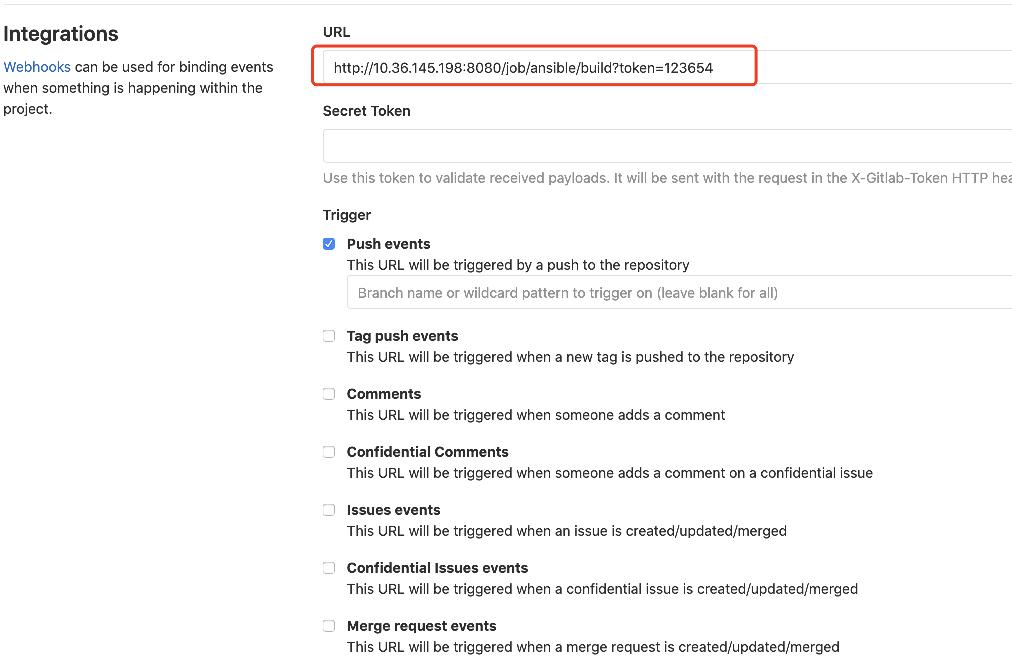 Integrations
Webhooks can be used for binding events
when something is happening within the
project.
URL
http://10.36.145.198:8080/job/ansible/build?token=123654
Secret Token
Use this token to validate received payloads. It will be sent with the request in the X-Gitlab-Token HTTP hea
Trigger
Push events
This URL will be triggered by a push to the repository
Branch name or wildcard pattern to trigger on (leave blank for all)
Tag push events
This URL will be triggered when a new tag is pushed to the repository
Comments
This URL will be triggered when someone adds a comment
Confidential Comments
This URL will be triggered when someone adds a comment on a confidential issue
Issues events
This URL will be triggered when an issue is created/updated/merged
Confidential Issues events
This URL will be triggered when a confidential issue is created/updated/merged
Merge request events
This URL will be triggered when a merge request is created/updated/merged